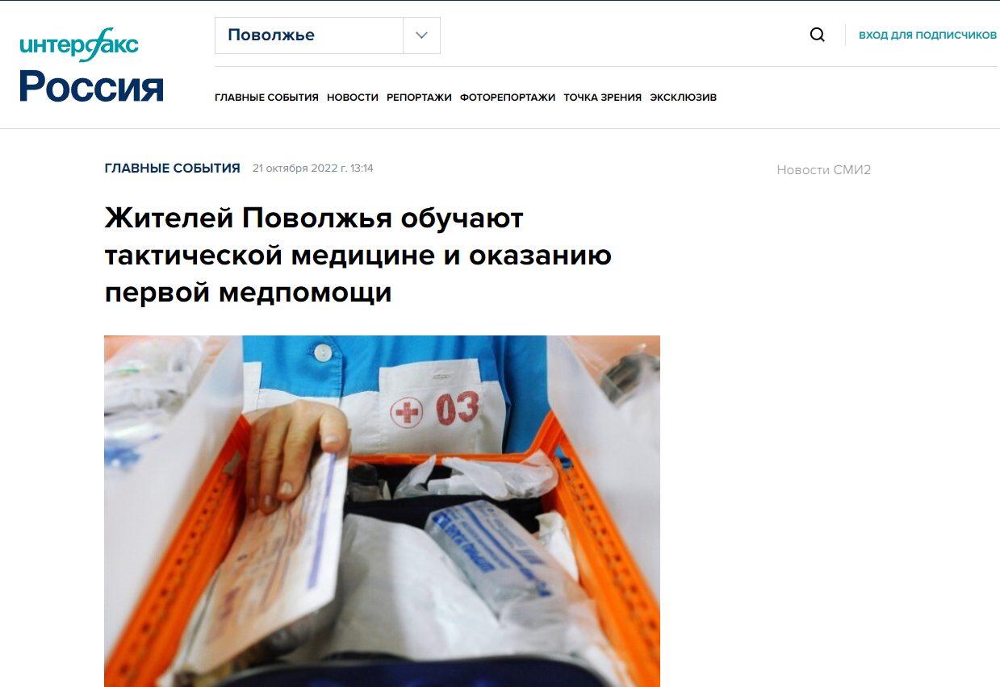 интерфакс
Россия
Поволжье
ВХОД ДЛЯ ПОДПИСЧИКОВ
ГЛАВНЫЕ СОБЫТИЯ НОВОСТИ РЕПОРТАЖИ ФОТОРЕПОРТАЖИ ТОЧКА ЗРЕНИЯ ЭКСКЛЮЗИВ
ГЛАВНЫЕ СОБЫТИЯ 21 октября 2022 г. 13:14
Новости СМИ2
Жителей Поволжья обучают
тактической медицине и оказанию
первой медпомощи
03